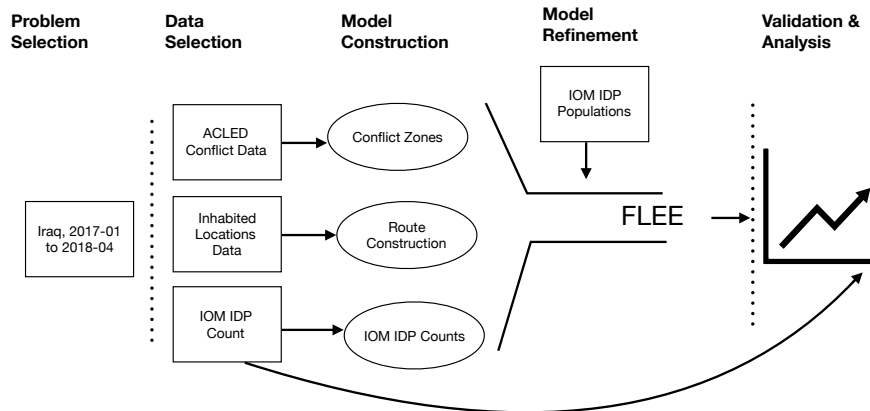 Problem
Selection
Data
Selection
Model
Construction
Model
Refinement
Validation &
Analysis
Iraq, 2017-01
to 2018-04
ACLED
Conflict Data
Inhabited
Locations
Data
IOM IDP
Count
Conflict Zones
Route
Construction
IOM IDP Counts
IOM IDP
Populations
FLEE